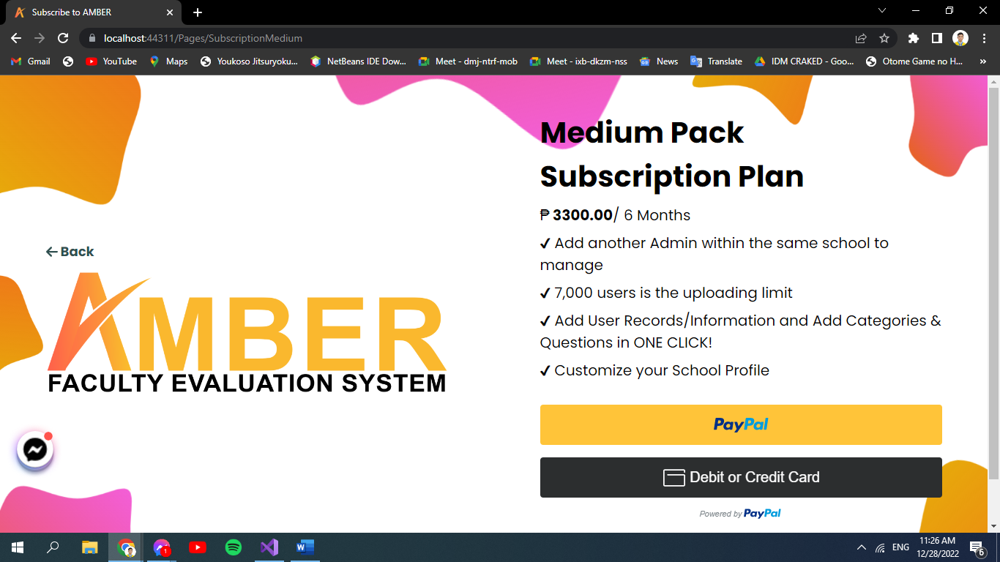 Subscribe to AMBER
localhost:44311/Pages/SubscriptionMedium
Gmail
YouTube
Maps
Youkoso Jitsuryoku...
NetBeans IDE Dow...
Meet - dmj-ntrf-mob
Meet - ixb-dkzm-nss
News
Translate
IDM CRAKED - Goo...
Otome Game no H...
»
Medium Pack
Subscription Plan
₱ 3300.00/ 6 Months
✔ Add another Admin within the same school to
manage
✔ 7,000 users is the uploading limit
✔ Add User Records/Information and Add Categories &
Questions in ONE CLICK!
✔ Customize your School Profile
← Back
AMBER
FACULTY EVALUATION SYSTEM
PayPal
Debit or Credit Card
Powered by PayPal
1
ENG
11:26 AM
12/28/2022
6